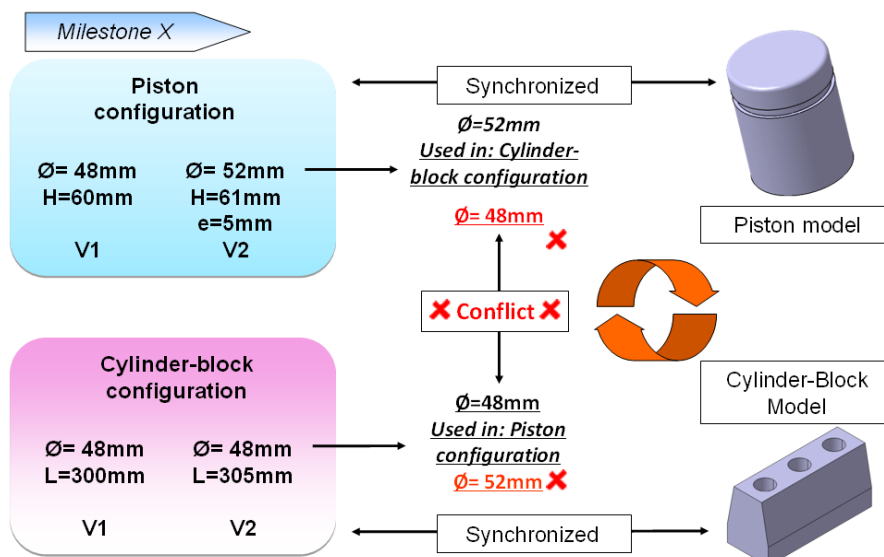 Milestone X
Piston
configuration
Ø= 48mm
H=60mm
V1
Ø= 52mm
H=61mm
e=5mm
V2
Synchronized
Ø=52mm
Used in: Cylinder-
block configuration
Ø= 48mm
Piston model
Conflict
Cylinder-block
configuration
Ø= 48mm
L=300mm
V1
Ø= 48mm
L=305mm
V2
Ø=48mm
Used in: Piston
configuration
Ø= 52mm
Cylinder-Block
Model
Synchronized